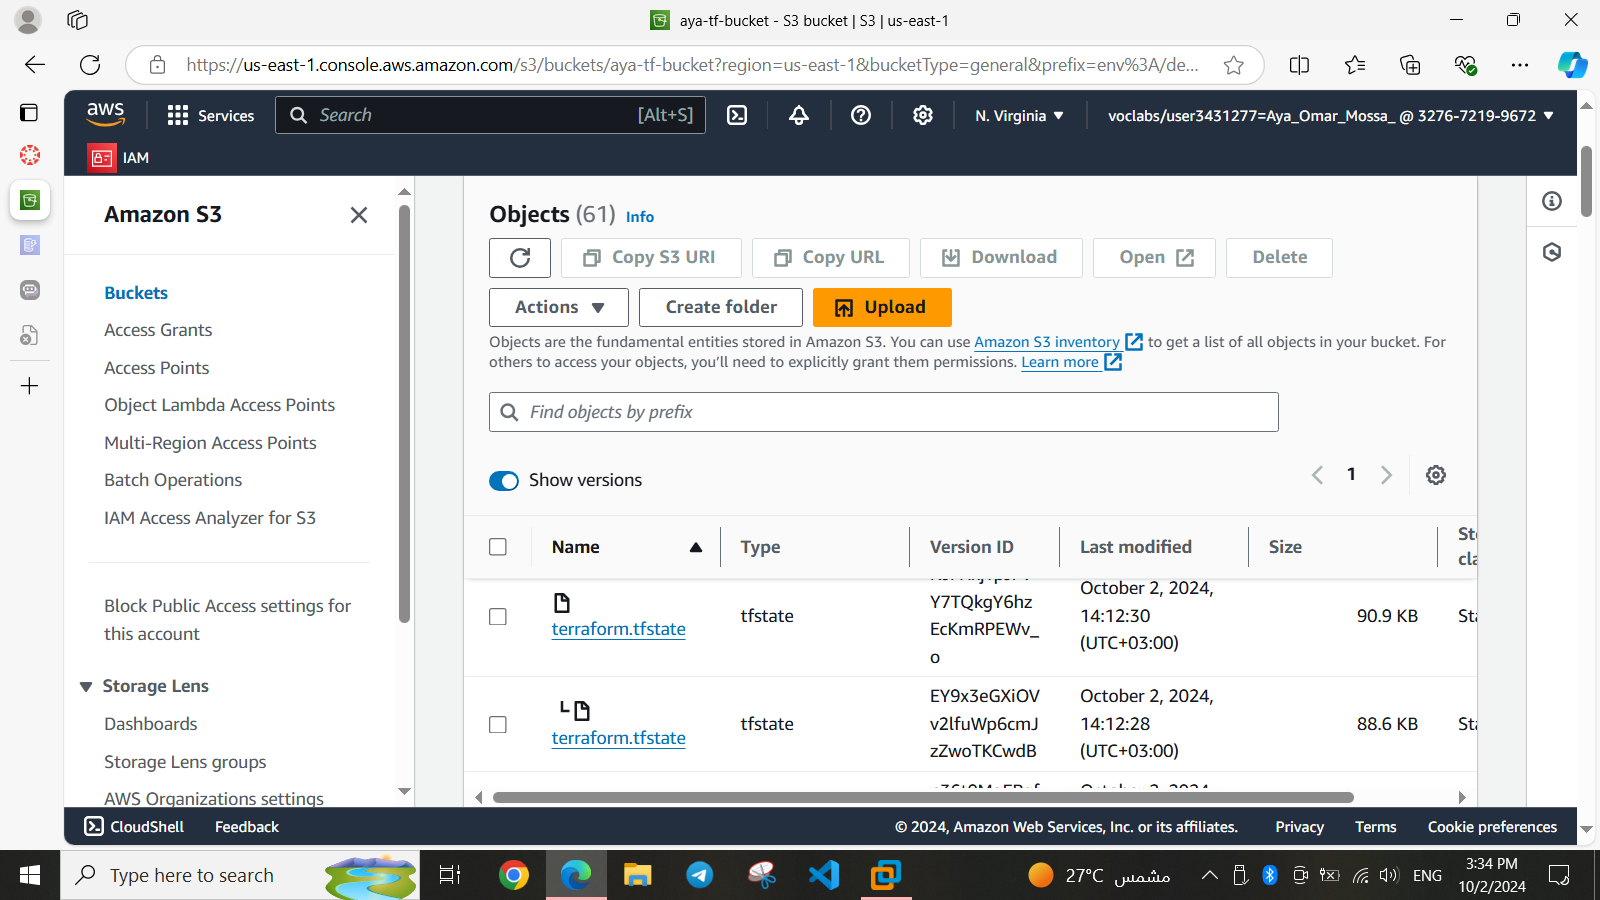 aya-tf-bucket - S3 bucket | S3 | us-east-1
https://us-east-1.console.aws.amazon.com/s3/buckets/aya-tf-bucket?region=us-east-1&bucketType=general&prefix=env%3A/de...
aws
Services
Search
[Alt+S]
N. Virginia
voclabs/user3431277=Aya_Omar_Mossa_ @ 3276-7219-9672
IAM
Amazon S3
Buckets
Access Grants
Access Points
Object Lambda Access Points
Multi-Region Access Points
Batch Operations
IAM Access Analyzer for S3
Block Public Access settings for
this account
Storage Lens
Dashboards
Storage Lens groups
AWS Organizations settings
Objects (61) Info
Copy S3 URI
Copy URL
Download
Open
Delete
Actions
Create folder
Upload
Objects are the fundamental entities stored in Amazon S3. You can use Amazon S3 inventory to get a list of all objects in your bucket. For
others to access your objects, you'll need to explicitly grant them permissions. Learn more
Find objects by prefix
Show versions
1
Name
Type
Version ID
Last modified
Size
terraform.tfstate
tfstate
Y7TQkgY6hz
EcKmRPEWv_
o
October 2, 2024,
14:12:30
(UTC+03:00)
90.9 KB
terraform.tfstate
tfstate
EY9x3eGXiOV
v2lfuWp6cmJ
zZwoTKCwdB
October 2, 2024,
14:12:28
(UTC+03:00)
88.6 KB
CloudShell
Feedback
© 2024, Amazon Web Services, Inc. or its affiliates.
Privacy
Terms
Cookie preferences
Type here to search
27°C مشمس
ENG
3:34 PM
10/2/2024